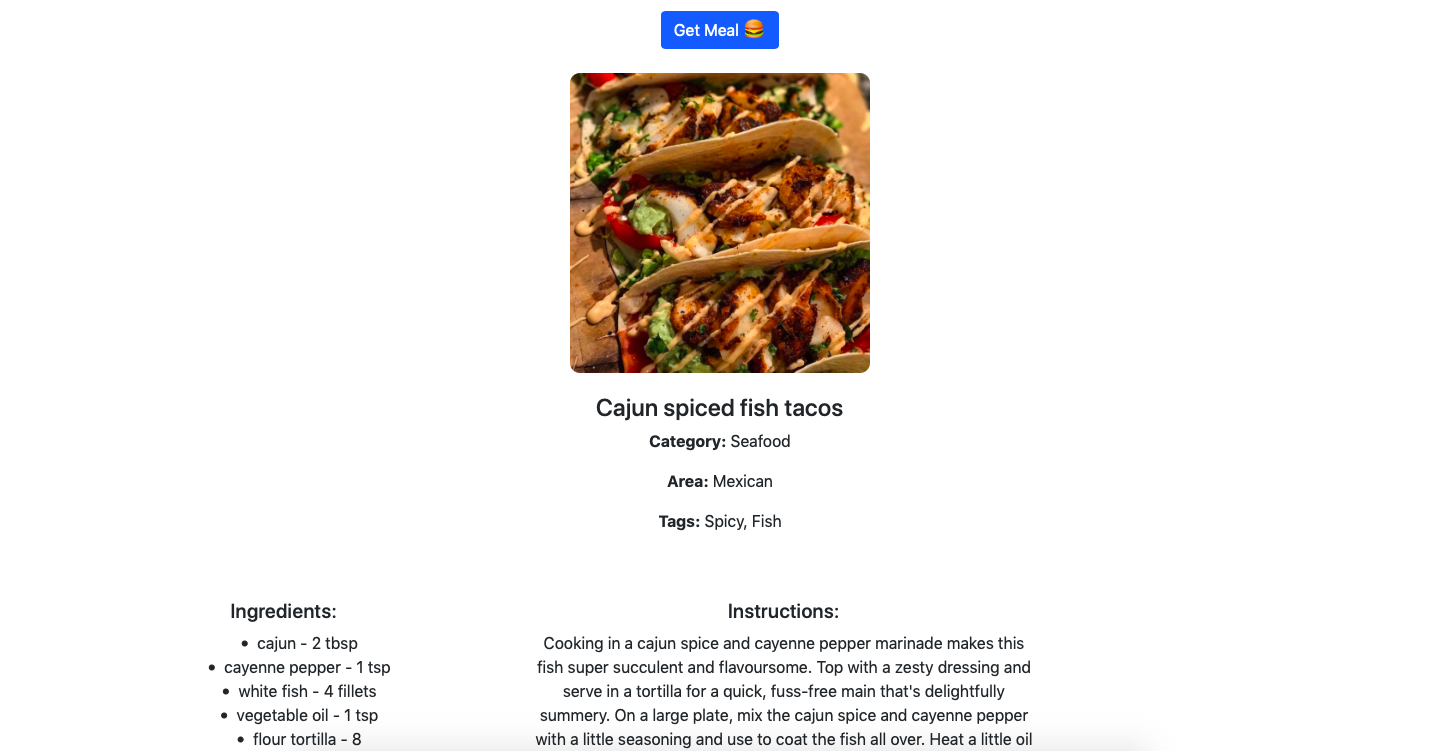 Get Meal 🍔
Cajun spiced fish tacos
Category: Seafood
Area: Mexican
Tags: Spicy, Fish
Ingredients:
• cajun - 2 tbsp
• cayenne pepper - 1 tsp
• white fish - 4 fillets
• vegetable oil - 1 tsp
• flour tortilla - 8
Instructions:
Cooking in a cajun spice and cayenne pepper marinade makes this
fish super succulent and flavoursome. Top with a zesty dressing and
serve in a tortilla for a quick, fuss-free main that's delightfully
summery. On a large plate, mix the cajun spice and cayenne pepper
with a little seasoning and use to coat the fish all over. Heat a little oil